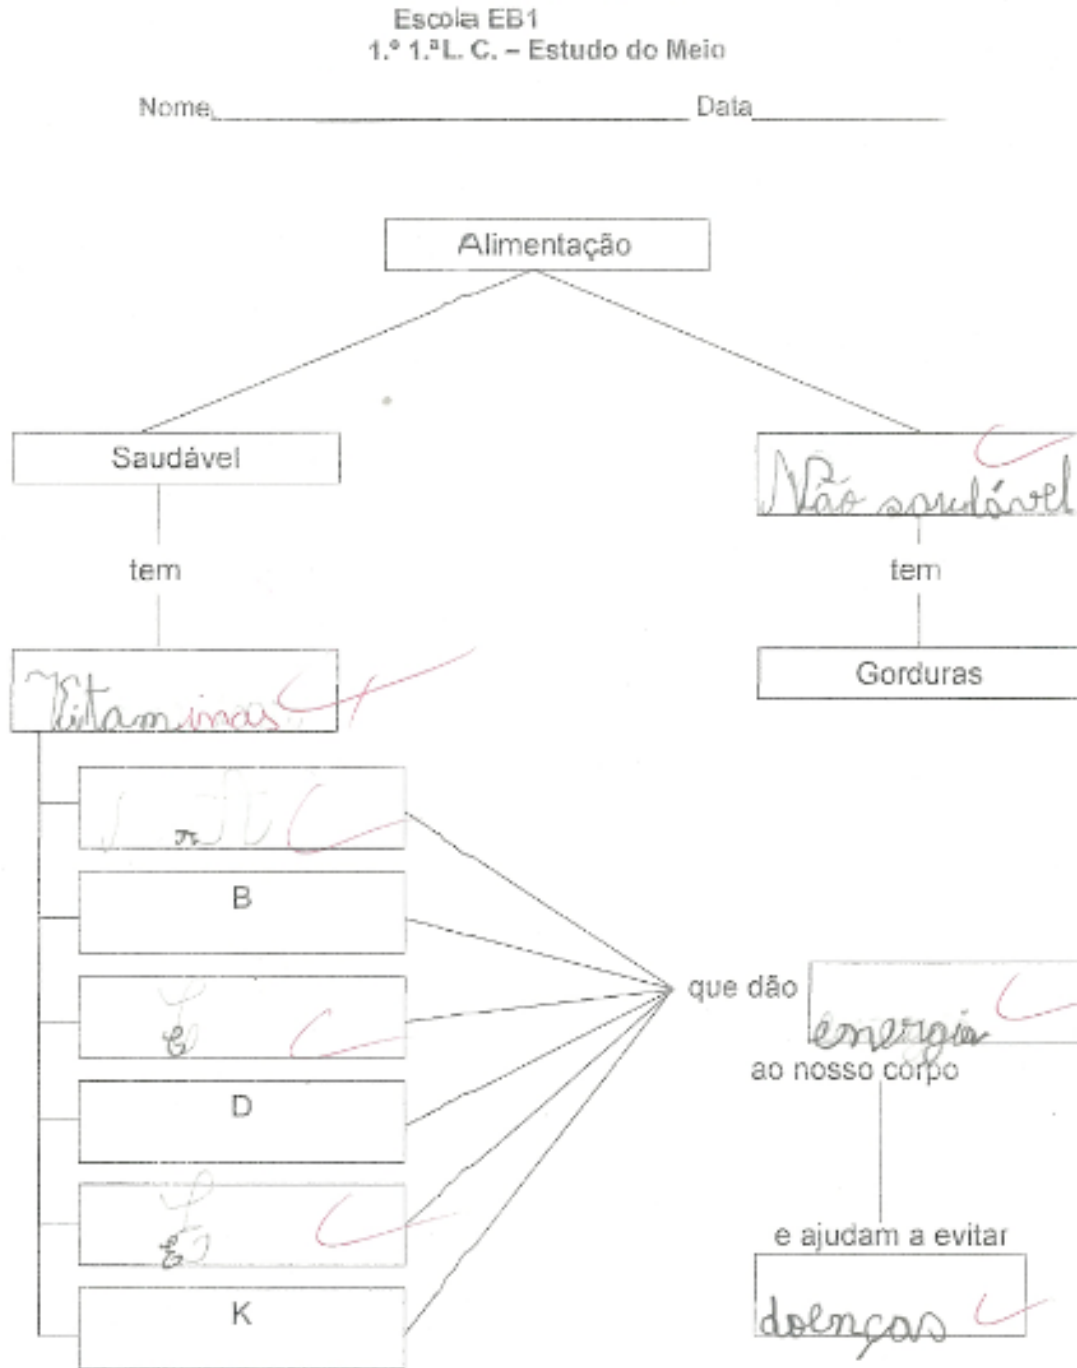 Escola EB1
1.º 1.ª L. C. – Estudo do Meio
Nome Data
Alimentação
Saudável
Não saudável
tem
tem
Vitaminas
Gorduras
B
C
que dão energia
ao nosso corpo
D
E
e ajudam a evitar
K
doenças